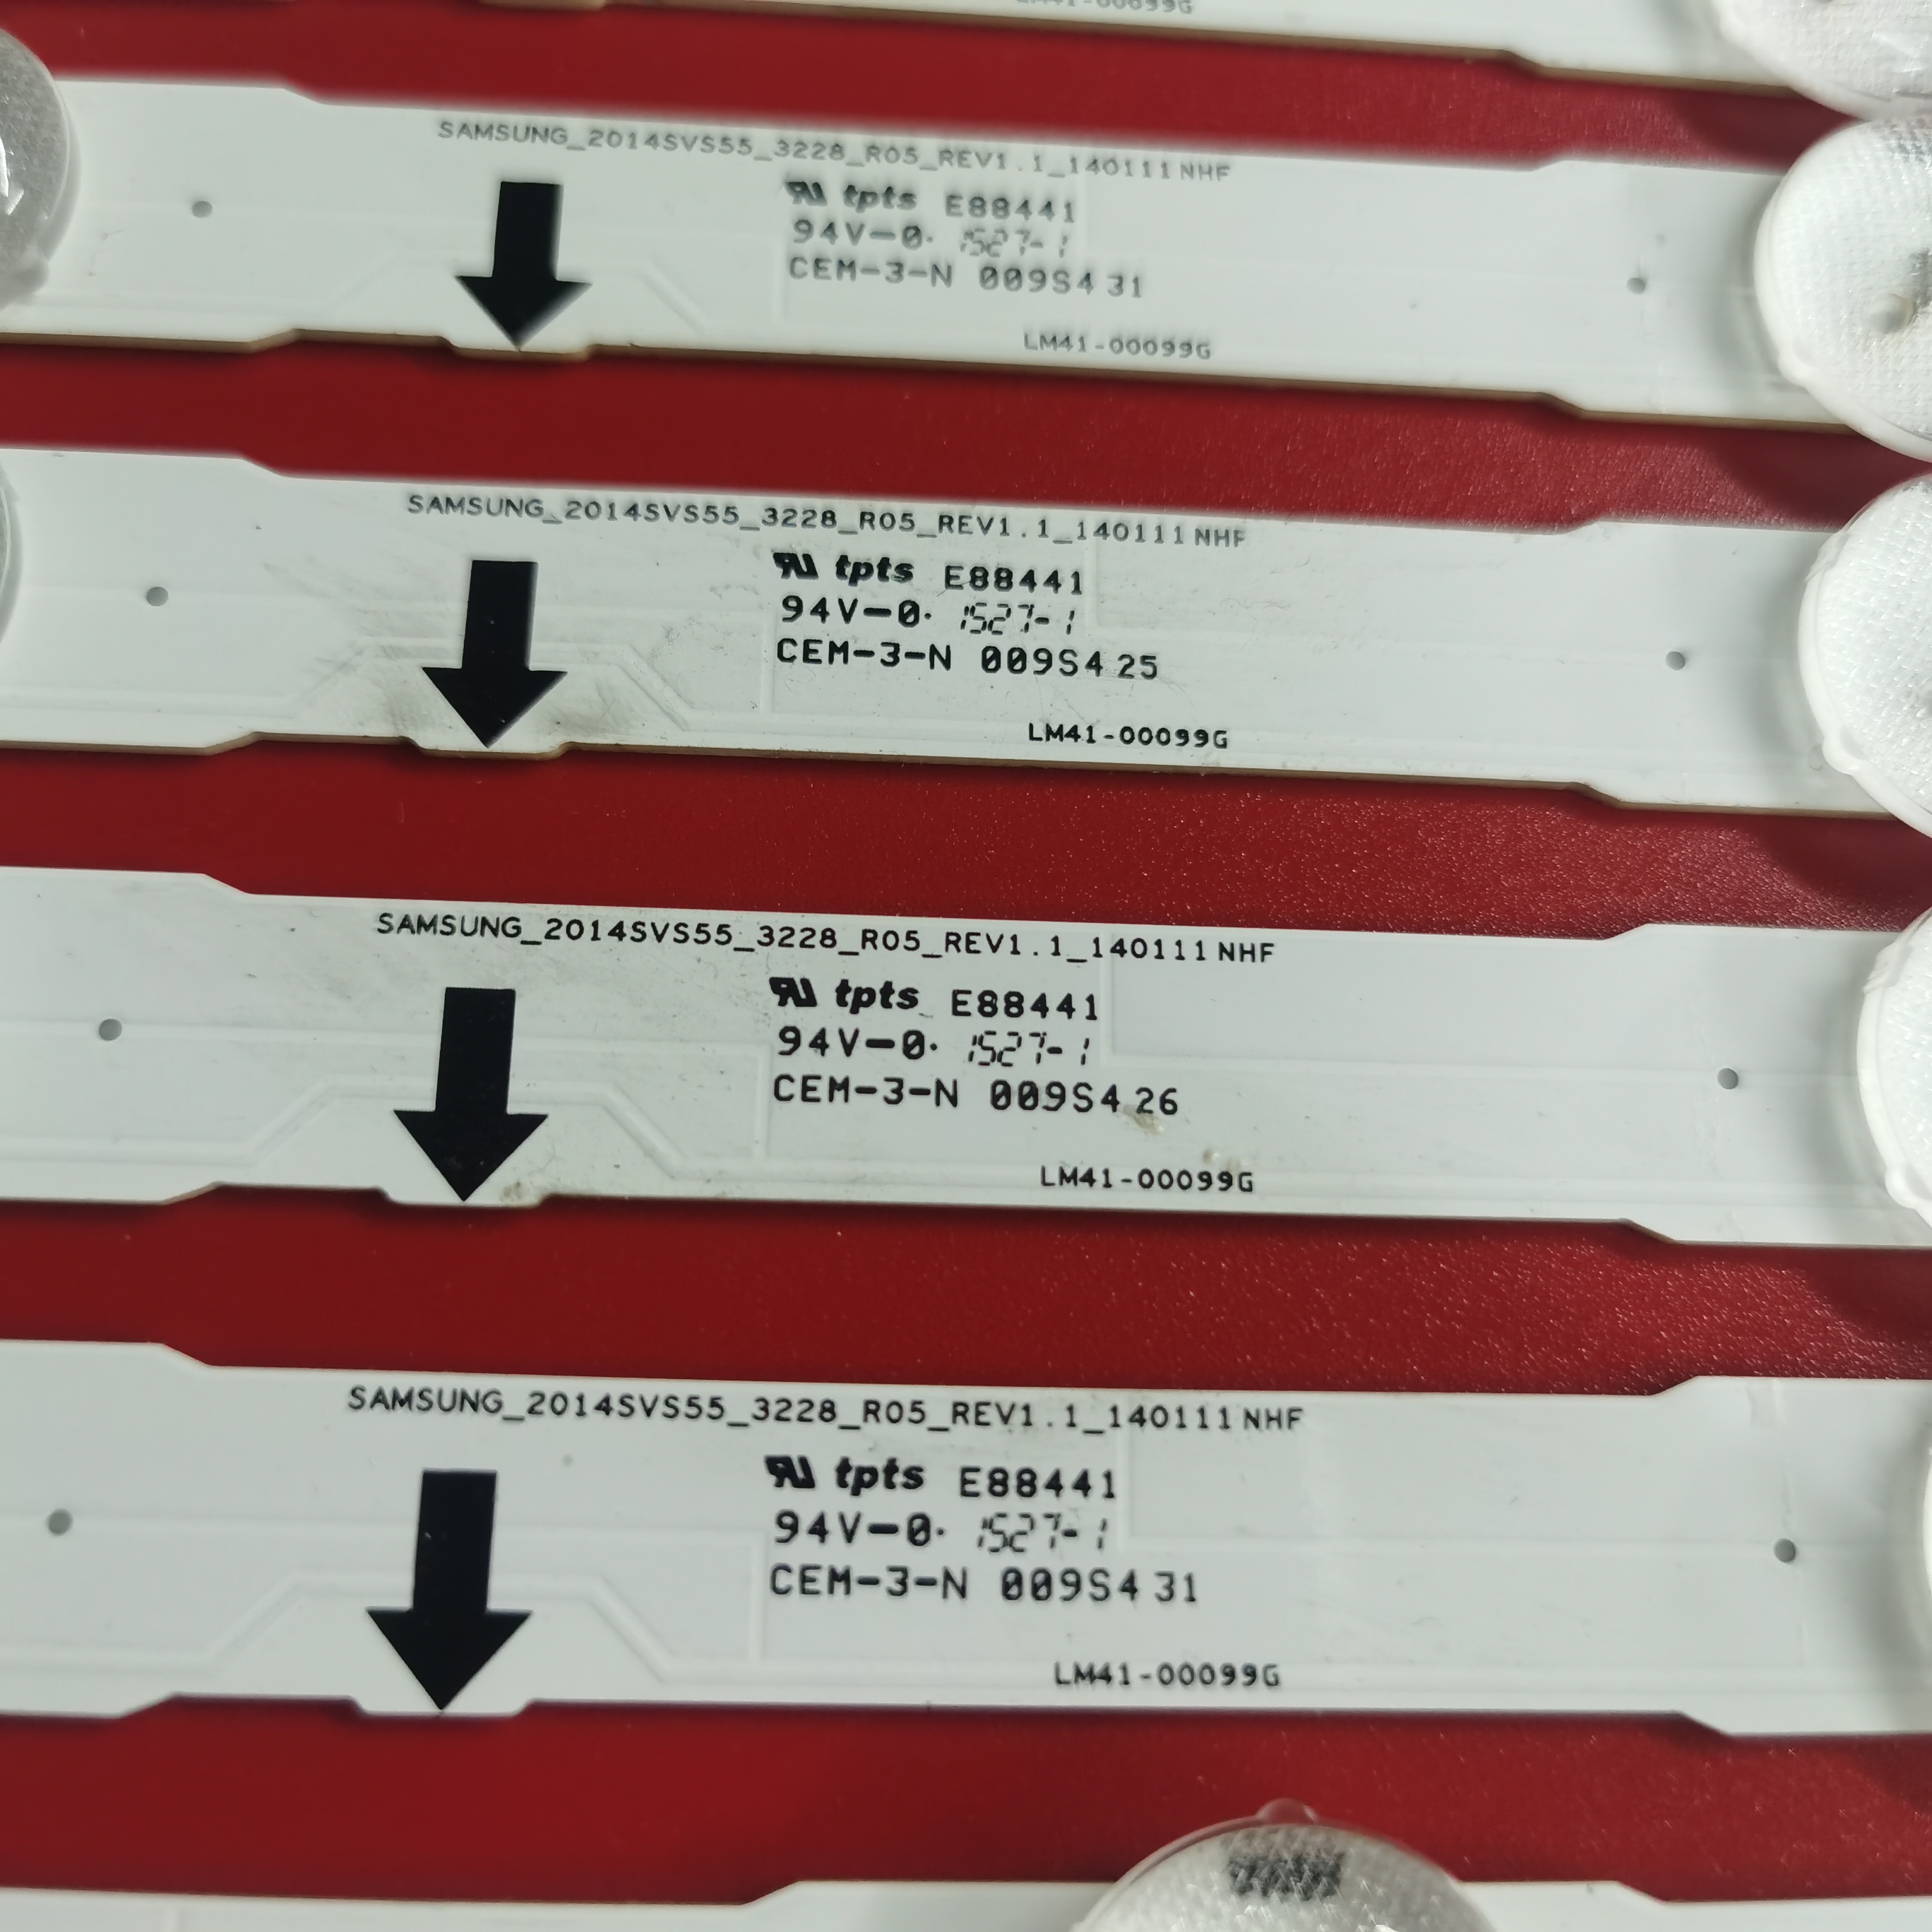 LM41-00099G
SAMSUNG_2014SVS55_3228_R05_REV1.1_140111 NHF
tpts E88441
94V-0. 1527-1
CEM-3-N 009S4 31
LM41-00099G
SAMSUNG_2014SVS55_3228_R05_REV1.1_140111 NHF
tpts E88441
94V-0. 1527-1
CEM-3-N 009S4 25
LM41-00099G
SAMSUNG_2014SVS55_3228_R05_REV1.1_140111 NHF
tpts E88441
94V-0. 1527-1
CEM-3-N 009S4 26
LM41-00099G
SAMSUNG_2014SVS55_3228_R05_REV1.1_140111 NHF
tpts E88441
94V-0. 1527-1
CEM-3-N 009S4 31
LM41-00099G